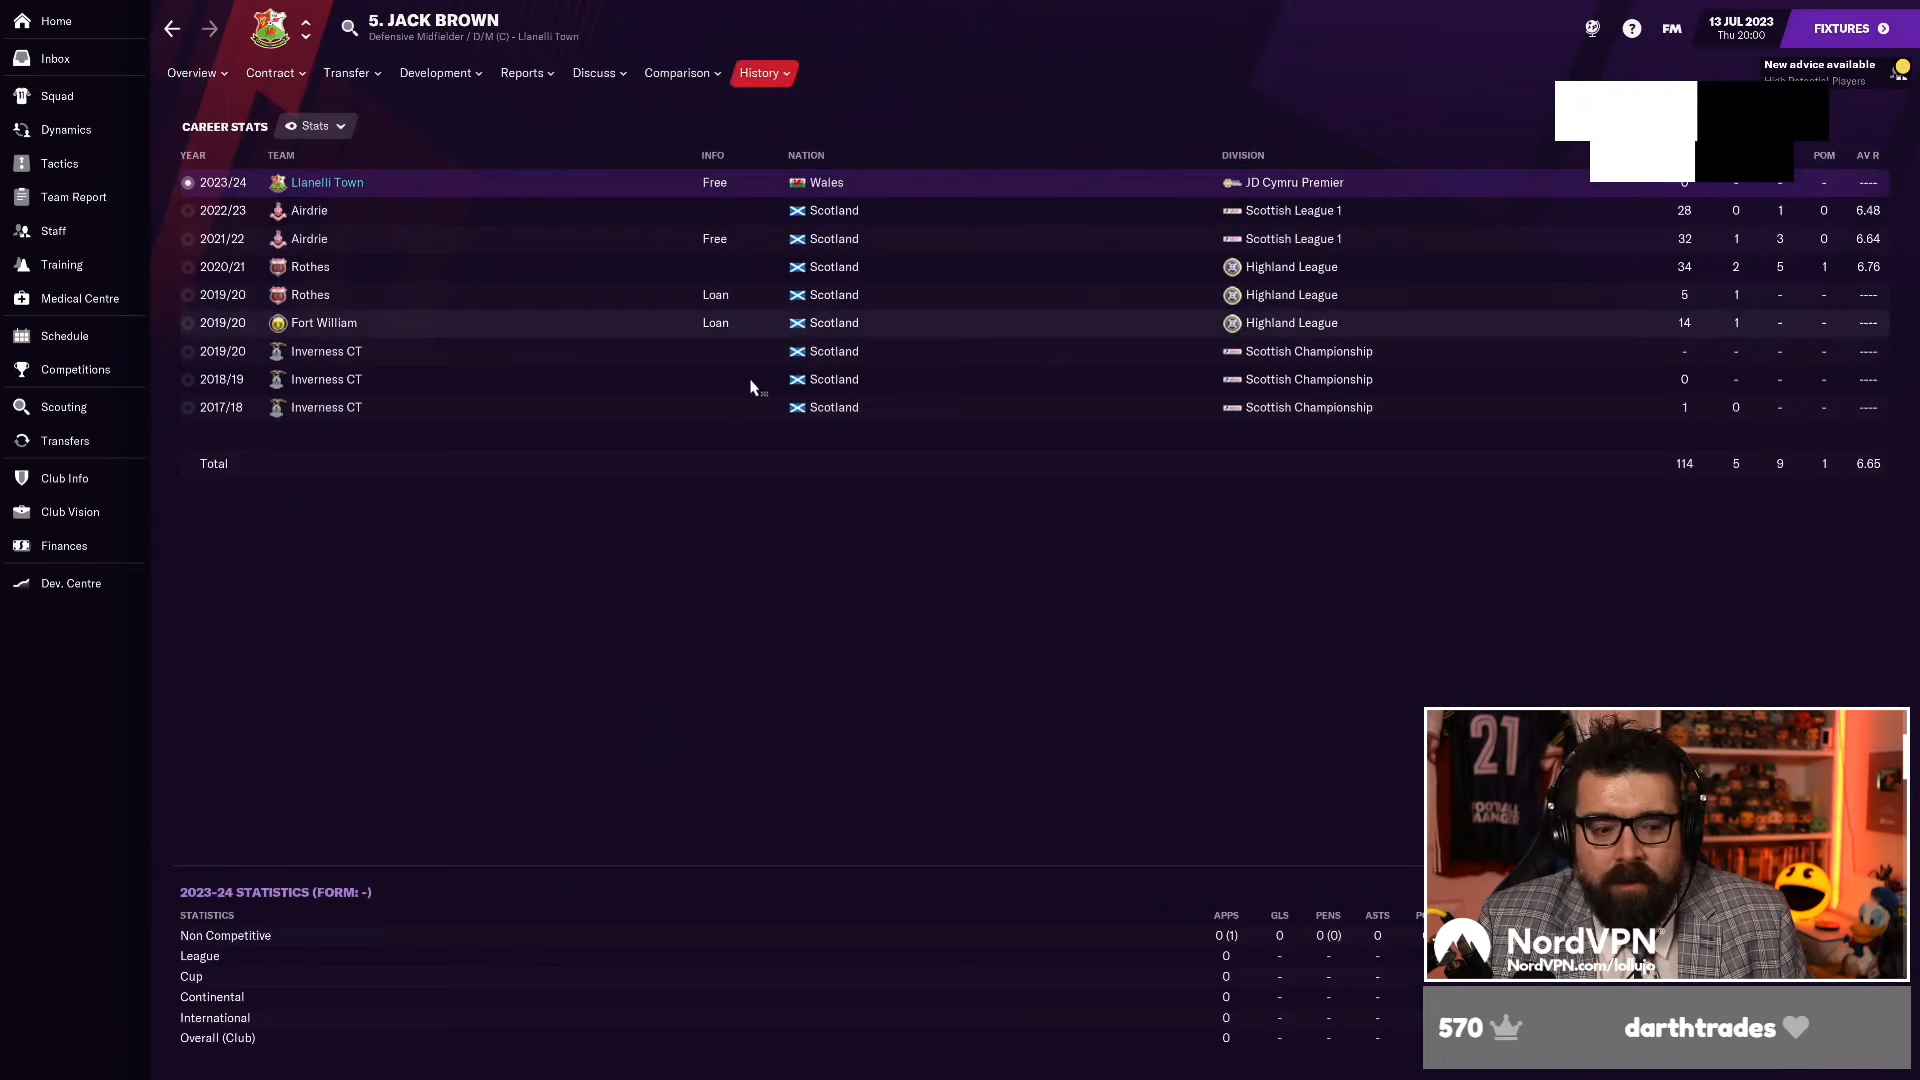 Home
Inbox
Squad
Dynamics
Tactics
Team Report
Staff
Training
Medical Centre
Schedule
Competitions
Scouting
Transfers
Club Info
Club Vision
Finances
Dev. Centre
5. JACK BROWN
Defensive Midfielder / D/M (C) - Llanelli Town
FM
13 JUL 2023
Thu 20:00
FIXTURES
Overview Contract Transfer Development Reports Discuss Comparison History
New advice available
High Potential Players
CAREER STATS Stats
YEAR TEAM INFO NATION DIVISION POM AV R
2023/24 Llanelli Town Free Wales JD Cymru Premier 0 - - - ----
2022/23 Airdrie Scotland Scottish League 1 28 0 1 0 6.48
2021/22 Airdrie Free Scotland Scottish League 1 32 1 3 0 6.64
2020/21 Rothes Scotland Highland League 34 2 5 1 6.76
2019/20 Rothes Loan Scotland Highland League 5 1 - - ----
2019/20 Fort William Loan Scotland Highland League 14 1 - - ----
2019/20 Inverness CT Scotland Scottish Championship - - - - ----
2018/19 Inverness CT Scotland Scottish Championship 0 - - - ----
2017/18 Inverness CT Scotland Scottish Championship 1 0 - - ----
Total 114 5 9 1 6.65
2023-24 STATISTICS (FORM: -)
STATISTICS APPS GLS PENS ASTS
Non Competitive 0 (1) 0 0 (0) 0
League 0 - - -
Cup 0 - - -
Continental 0 - - -
International 0 - - -
Overall (Club) 0 - - -
21
FOOTBALL
MANAGER
NordVPN
NordVPN.com/lollujo
570 darthtrades